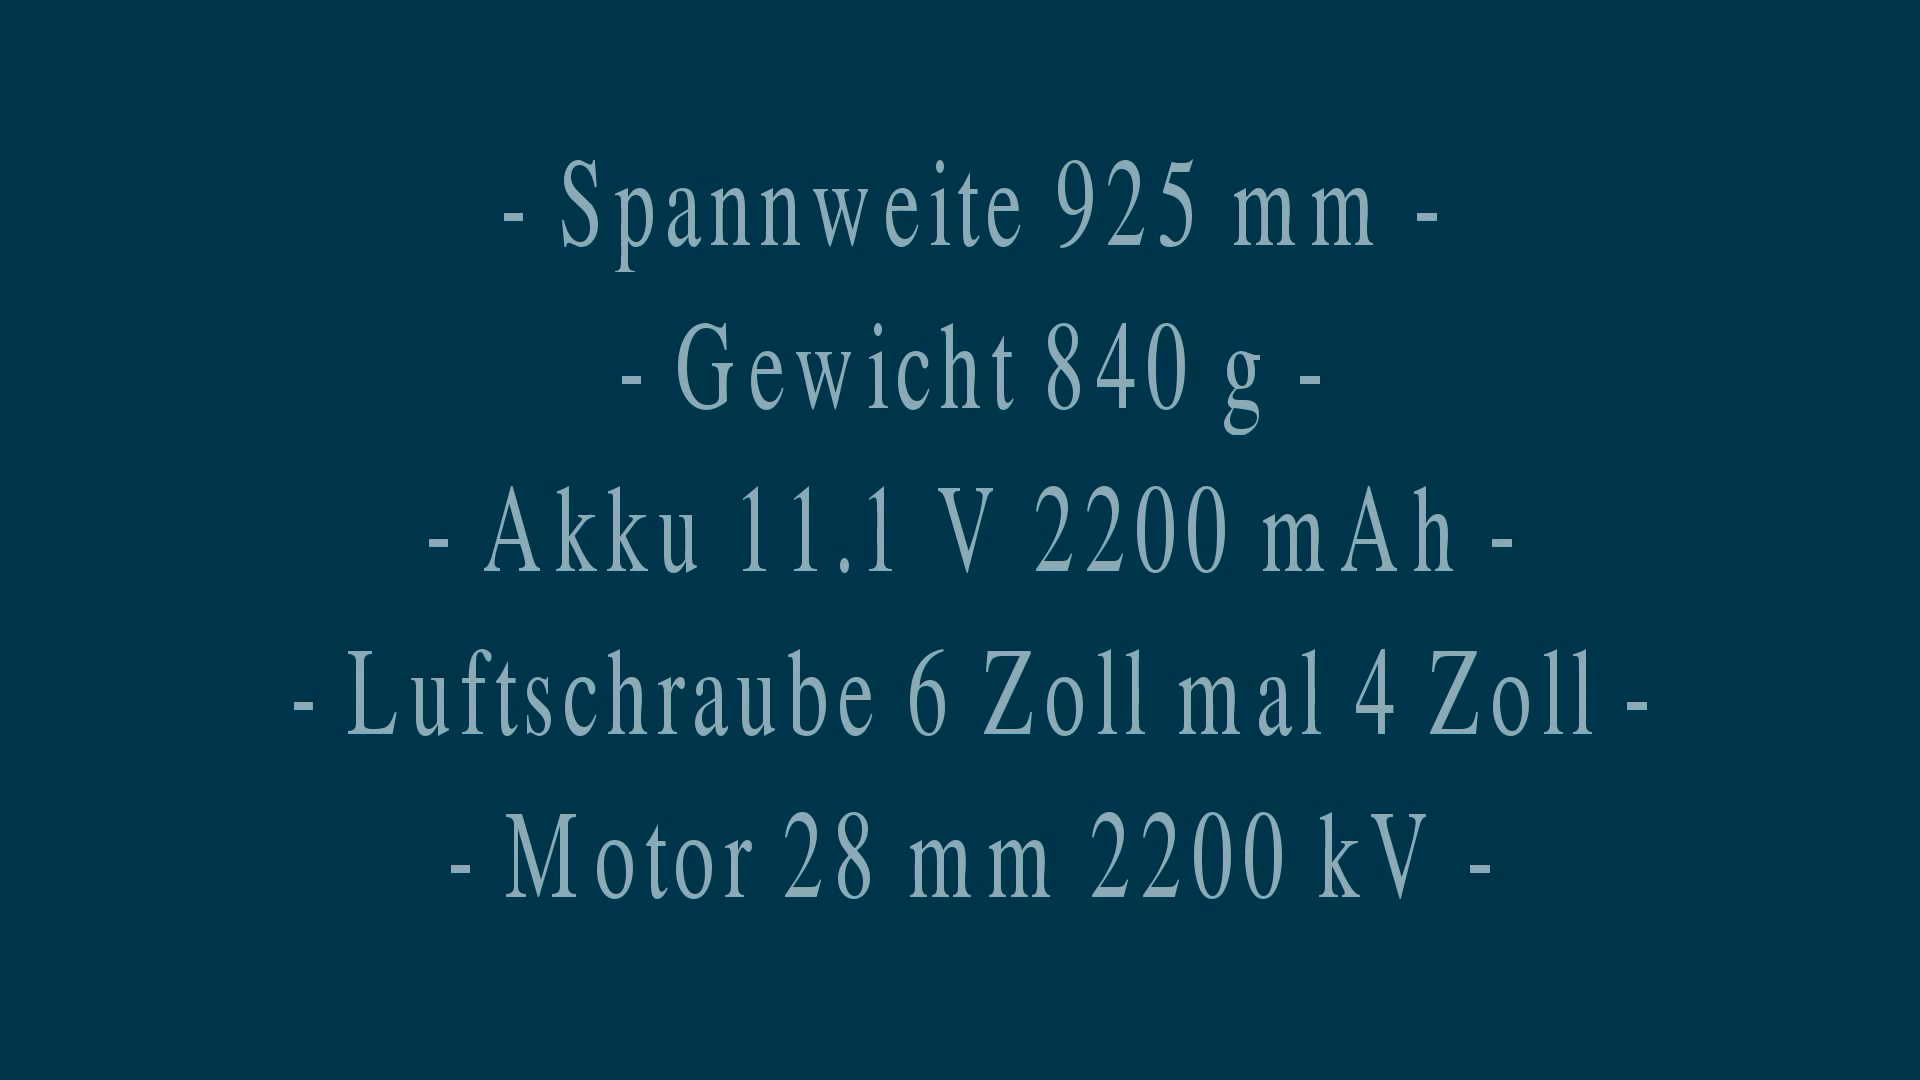 - Spannweite 925 mm -
- Gewicht 840 g -
- Akku 11.1 V 2200 mAh -
- Luftschraube 6 Zoll mal 4 Zoll -
- Motor 28 mm 2200 kV -